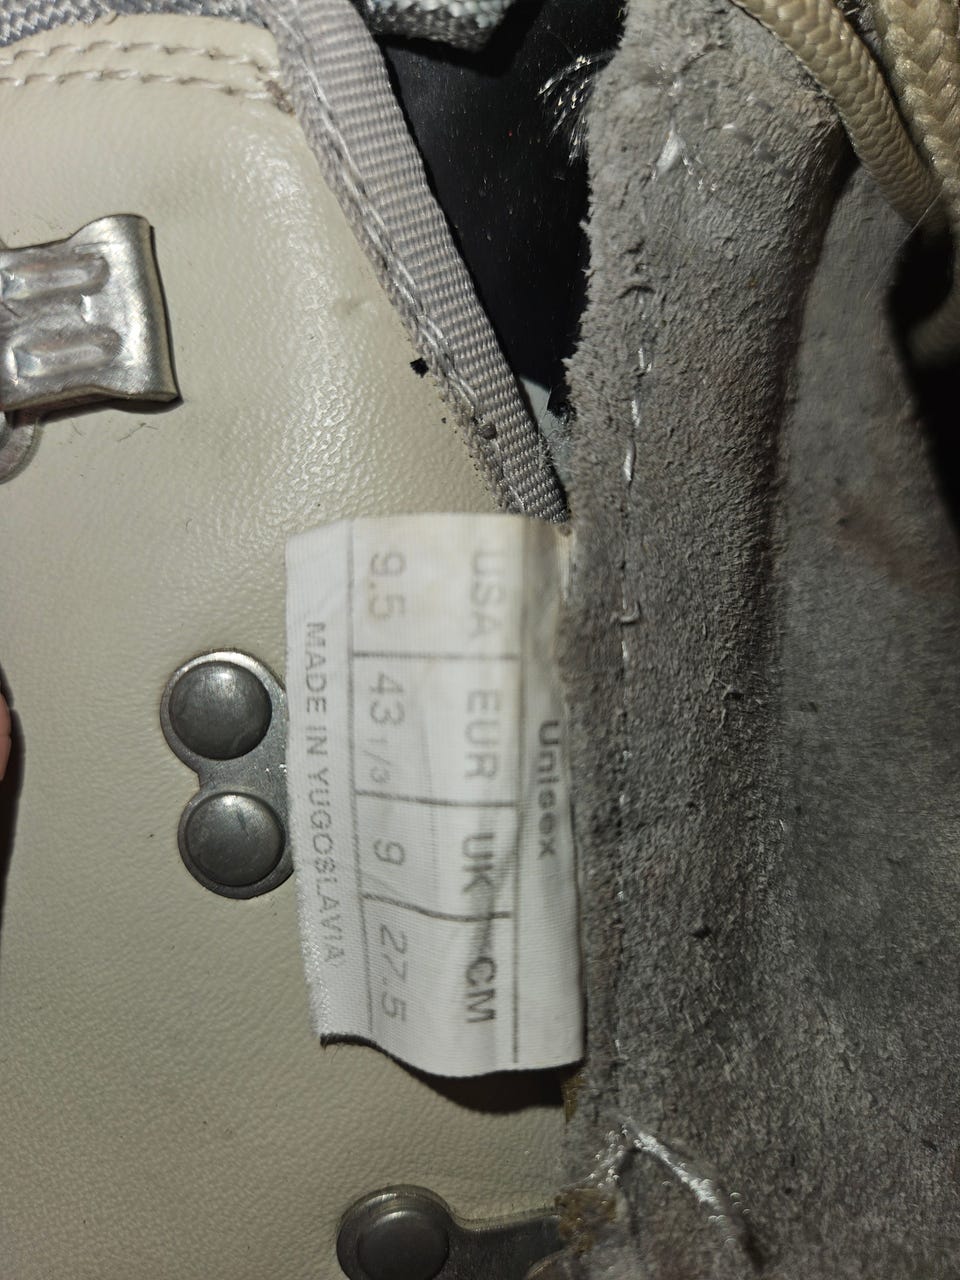 Unisex
USA EUR UK CM
9.5 43 1/3 9 27.5
MADE IN YUGOSLAVIA